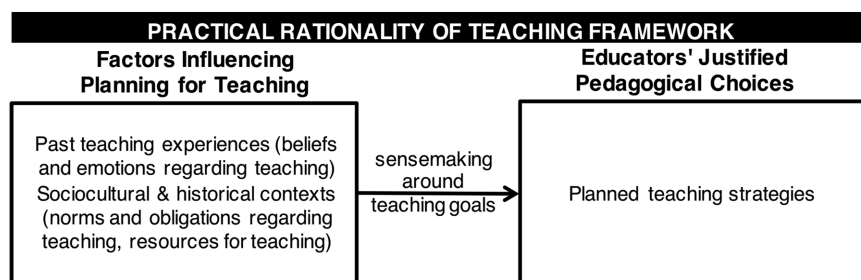 PRACTICAL RATIONALITY OF TEACHING FRAMEWORK
Factors Influencing
Planning for Teaching
Educators' Justified
Pedagogical Choices
Past teaching experiences (beliefs
and emotions regarding teaching)
Sociocultural & historical contexts
(norms and obligations regarding
teaching, resources for teaching)
sensemaking
around
teaching goals
Planned teaching strategies